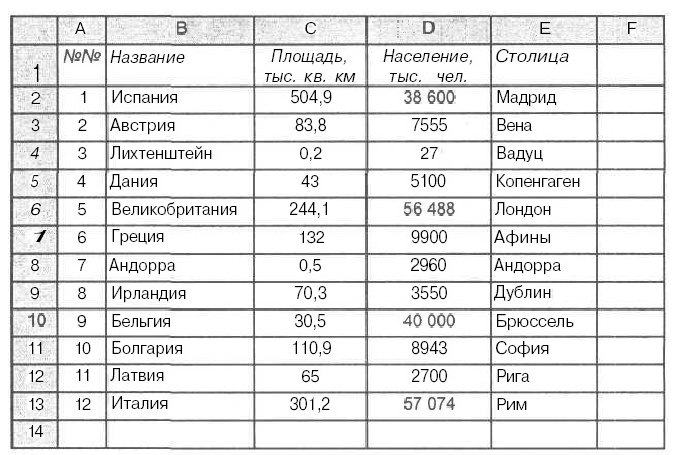 A B C D E F
1 №№ Название Площадь, тыс. кв. км Население, тыс. чел. Столица
2 1 Испания 504,9 38 600 Мадрид
3 2 Австрия 83,8 7555 Вена
4 3 Лихтенштейн 0,2 27 Вадуц
5 4 Дания 43 5100 Копенгаген
6 5 Великобритания 244,1 56 488 Лондон
1 6 Греция 132 9900 Афины
8 7 Андорра 0,5 2960 Андорра
9 8 Ирландия 70,3 3550 Дублин
10 9 Бельгия 30,5 40 000 Брюссель
11 10 Болгария 110,9 8943 София
12 11 Латвия 65 2700 Рига
13 12 Италия 301,2 57 074 Рим
14